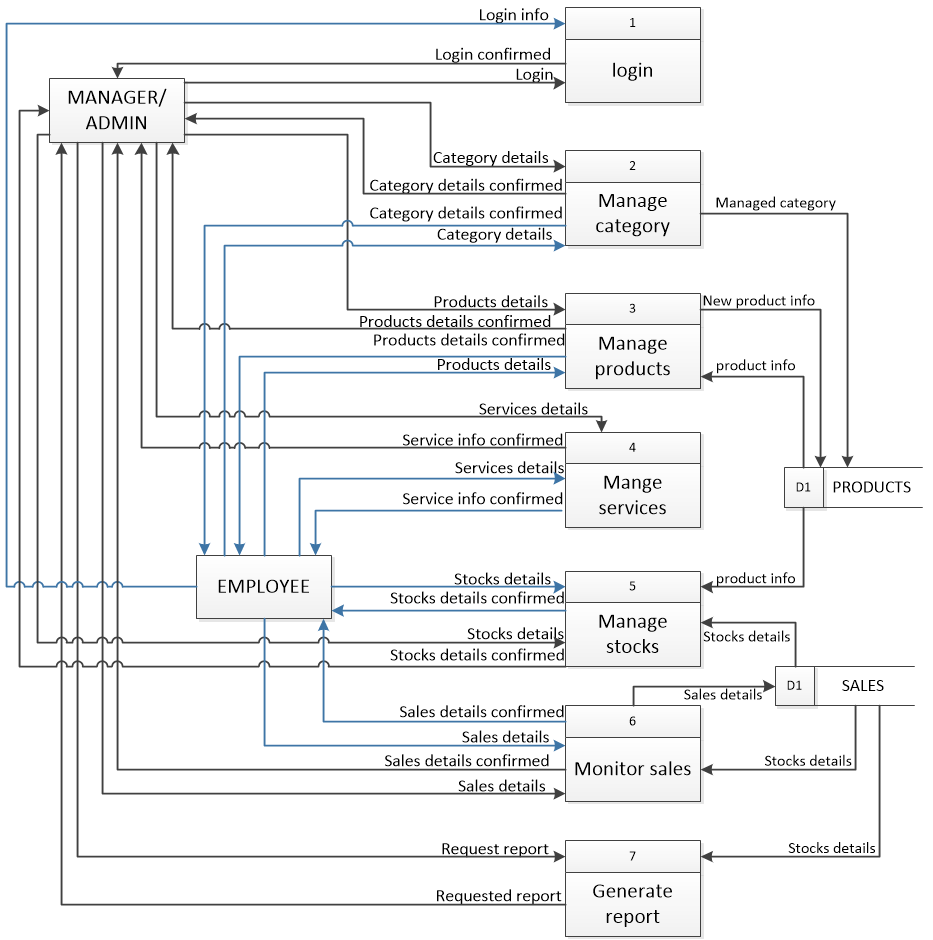 Login info
1
Login confirmed
Login
login
MANAGER/
ADMIN
Category details
2
Category details confirmed
Manage
category
Managed category
Category details confirmed
Category details
Products details
3
New product info
Products details confirmed
Products details confirmed
Manage
products
Products details
product info
Services details
Service info confirmed
4
Services details
Mange
services
Service info confirmed
D1
PRODUCTS
EMPLOYEE
Stocks details
5
product info
Stocks details confirmed
Manage
stocks
Stocks details
Stocks details
Stocks details confirmed
D1
SALES
Sales details
Sales details confirmed
6
Sales details
Sales details confirmed
Monitor sales
Stocks details
Sales details
Request report
7
Stocks details
Requested report
Generate
report